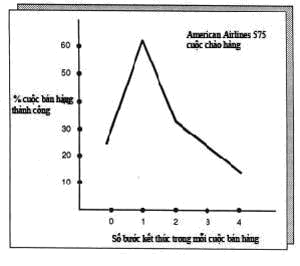 American Airlines 575
cuộc chào hàng
60
% cuộc bán hàng
thành công
40
30
20
10
0 1 2 3 4
Số bước kết thúc trong mỗi cuộc bán hàng